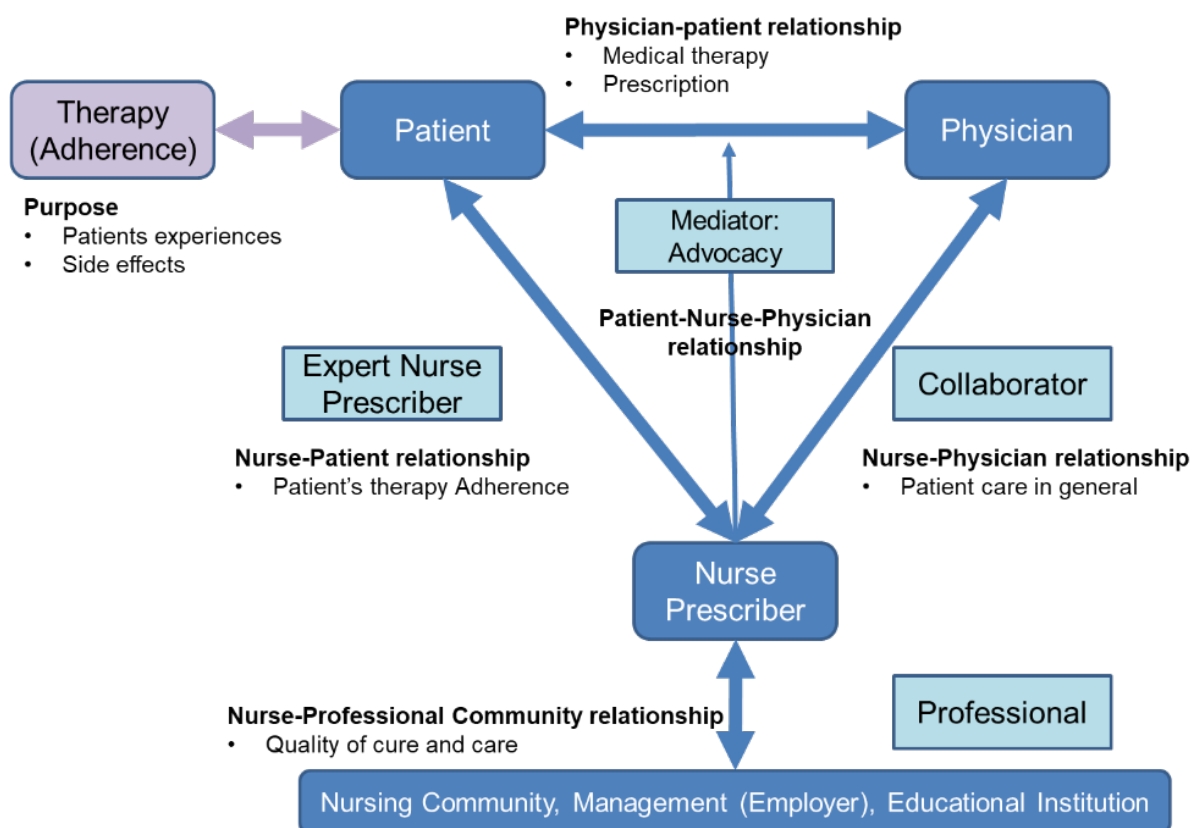 Physician-patient relationship
• Medical therapy
• Prescription
Therapy
(Adherence)
Patient
Physician
Purpose
• Patients experiences
• Side effects
Mediator:
Advocacy
Patient-Nurse-Physician
relationship
Expert Nurse
Prescriber
Collaborator
Nurse-Patient relationship
• Patient’s therapy Adherence
Nurse-Physician relationship
• Patient care in general
Nurse
Prescriber
Nurse-Professional Community relationship
• Quality of cure and care
Professional
Nursing Community, Management (Employer), Educational Institution